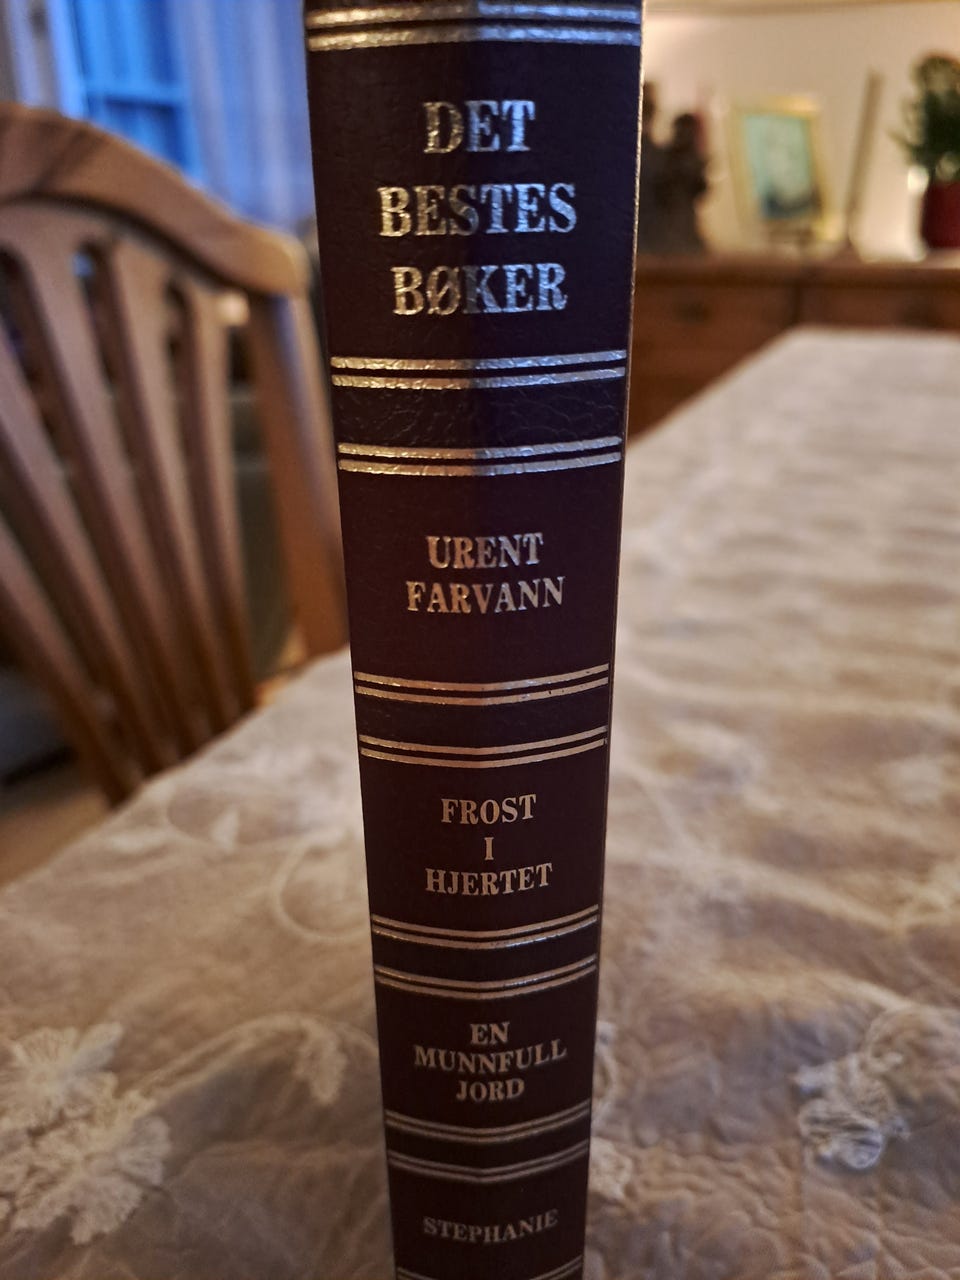 DET
BESTES
BØKER
URENT
FARVANN
FROST
I
HJERTET
EN
MUNNFULL
JORD
STEPHANIE